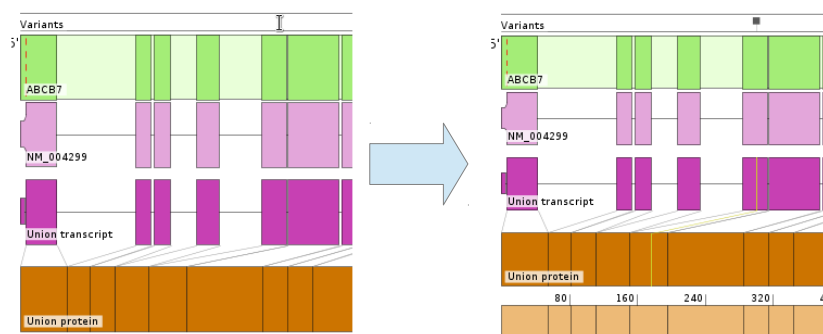 Variants
5'
ABCB7
NM_004299
Union transcript
Union protein
Variants
5'
ABCB7
NM_004299
Union transcript
Union protein
80 160 240 320